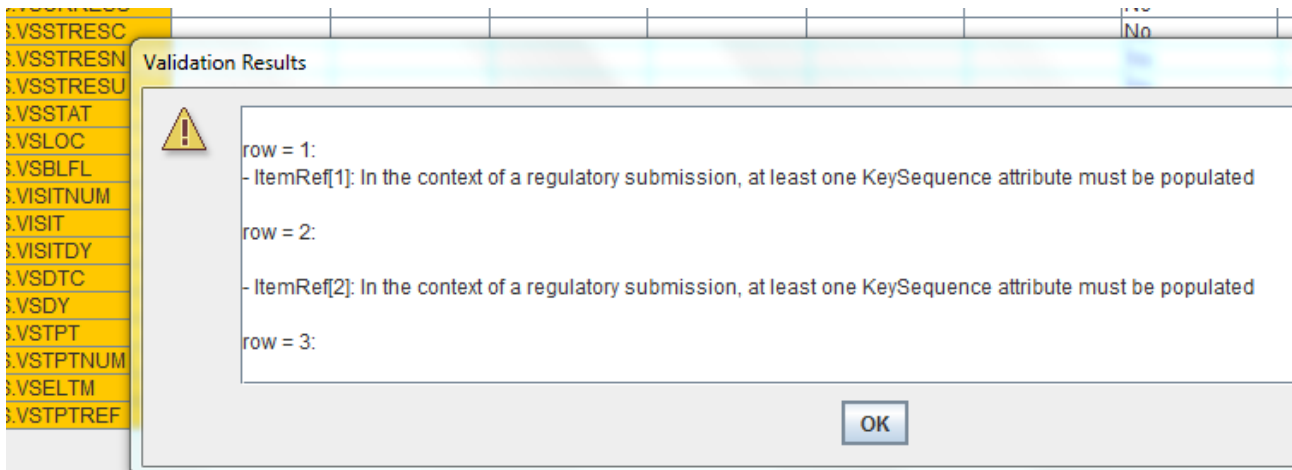 No
S.VSSTRESC
No
S.VSSTRESN
Validation Results
S.VSSTRESU
S.VSSTAT
S.VSLOC
S.VSBLFL
S.VISITNUM
S.VISIT
S.VISITDY
S.VSDTC
S.VSDY
S.VSTPT
S.VSTPTNUM
S.VSELTM
S.VSTPTREF
row = 1:
- ItemRef[1]: In the context of a regulatory submission, at least one KeySequence attribute must be populated
row = 2:
- ItemRef[2]: In the context of a regulatory submission, at least one KeySequence attribute must be populated
row = 3:
OK